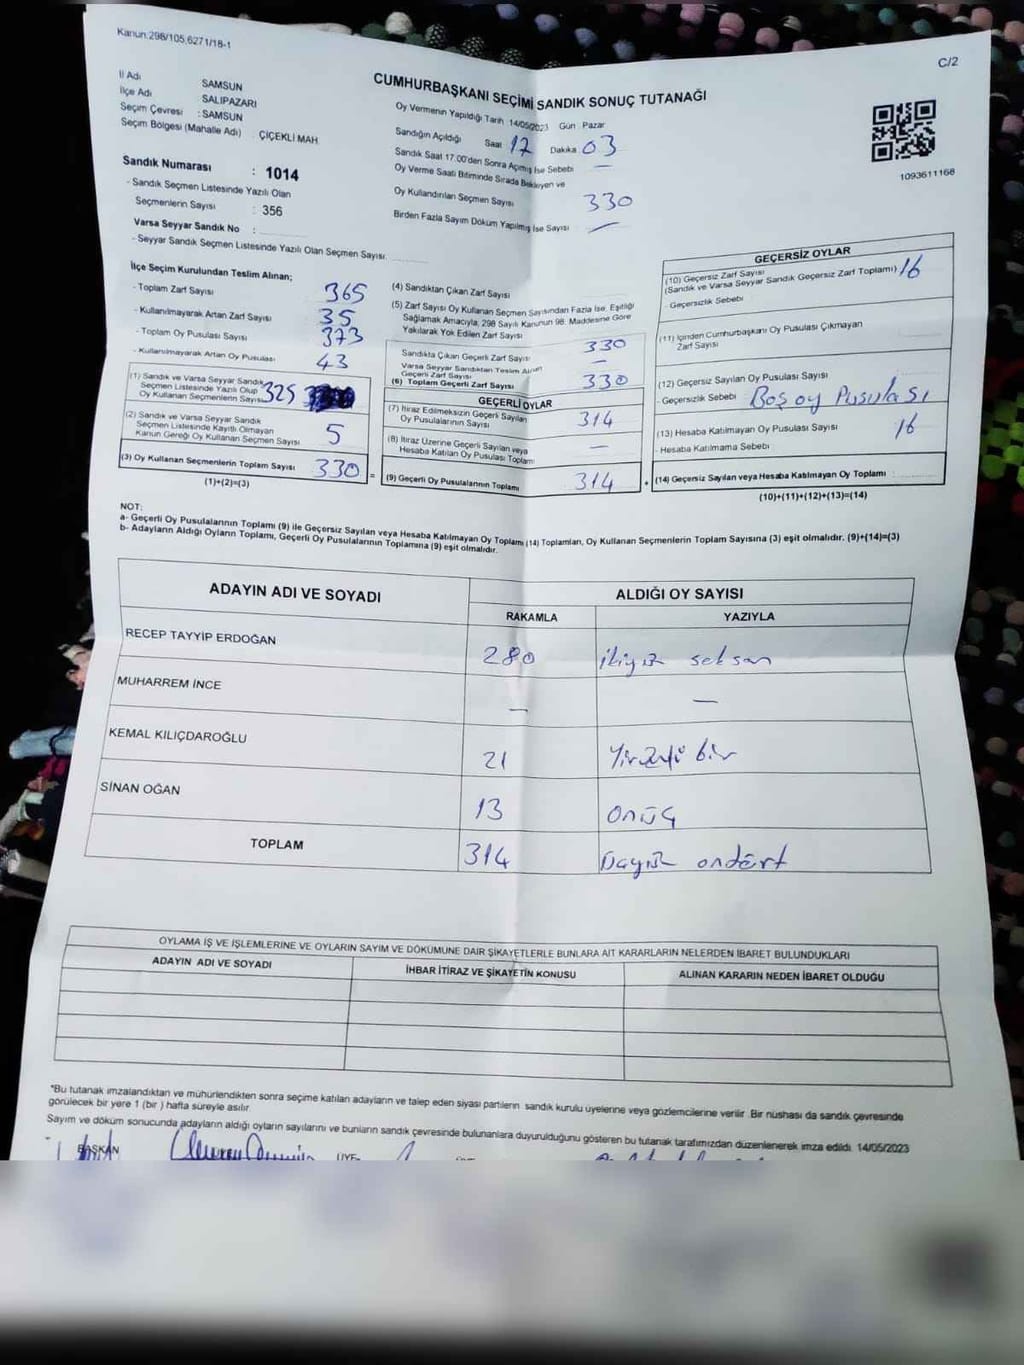 Kanun:298/105,6271/18-1
C/2
CUMHURBAŞKANI SEÇİMİ SANDIK SONUÇ TUTANAĞI
İl Adı SAMSUN
İlçe Adı SALIPAZARI
Seçim Çevresi : SAMSUN
Seçim Bölgesi (Mahalle Adı) : ÇİÇEKLİ MAH
Sandık Numarası : 1014
- Sandık Seçmen Listesinde Yazılı Olan
Seçmenlerin Sayısı : 356
Varsa Seyyar Sandık No :
- Seyyar Sandık Seçmen Listesinde Yazılı Olan Seçmen Sayısı:
Oy Vermenin Yapıldığı Tarih 14/05/2023 Gün Pazar
Sandığın Açıldığı Saat 17 Dakika 03
Sandık Saat 17.00'den Sonra Açılmış İse Sebebi —
Oy Verme Saati Bitiminde Sırada Bekleyen ve
Oy Kullandırılan Seçmen Sayısı 330
Birden Fazla Sayım Döküm Yapılmış İse Sayısı —
1093611168
İlçe Seçim Kurulundan Teslim Alınan;
- Toplam Zarf Sayısı 365
- Kullanılmayarak Artan Zarf Sayısı 35
- Toplam Oy Pusulası Sayısı 373
- Kullanılmayarak Artan Oy Pusulası 43
(1) Sandık ve Varsa Seyyar Sandık
Seçmen Listesinde Yazılı Olup
Oy Kullanan Seçmenlerin Sayısı 325
(2) Sandık ve Varsa Seyyar Sandık
Seçmen Listesinde Kayıtlı Olmayan
Kanun Gereği Oy Kullanan Seçmen Sayısı 5
(3) Oy Kullanan Seçmenlerin Toplam Sayısı 330 =
(1)+(2)=(3)
(4) Sandıktan Çıkan Zarf Sayısı
(5) Zarf Sayısı Oy Kullanan Seçmen Sayısından Fazla İse, Eşitliği
Sağlamak Amacıyla, 298 Sayılı Kanunun 98. Maddesine Göre
Yakılarak Yok Edilen Zarf Sayısı
Sandıkta Çıkan Geçerli Zarf Sayısı 330
Varsa Seyyar Sandıktan Teslim Alınan
Geçerli Zarf Sayısı —
(6) Toplam Geçerli Zarf Sayısı 330
GEÇERLİ OYLAR
(7) İtiraz Edilmeksizin Geçerli Sayılan
Oy Pusulalarının Sayısı 314
(8) İtiraz Üzerine Geçerli Sayılan veya
Hesaba Katılan Oy Pusulası Toplamı —
(9) Geçerli Oy Pusulalarının Toplamı 314 +
GEÇERSİZ OYLAR
(10) Geçersiz Zarf Sayısı
(Sandık ve Varsa Seyyar Sandık Geçersiz Zarf Toplamı) 16
- Geçersizlik Sebebi
(11) İçinden Cumhurbaşkanı Oy Pusulası Çıkmayan
Zarf Sayısı
(12) Geçersiz Sayılan Oy Pusulası Sayısı
- Geçersizlik Sebebi Boş oy Pusulası
(13) Hesaba Katılmayan Oy Pusulası Sayısı 16
- Hesaba Katılmama Sebebi
(14) Geçersiz Sayılan veya Hesaba Katılmayan Oy Toplamı
(10)+(11)+(12)+(13)=(14)
NOT:
a- Geçerli Oy Pusulalarının Toplamı (9) ile Geçersiz Sayılan veya Hesaba Katılmayan Oy Toplamı (14) Toplamları, Oy Kullanan Seçmenlerin Toplam Sayısına (3) eşit olmalıdır. (9)+(14)=(3)
b- Adayların Aldığı Oyların Toplamı, Geçerli Oy Pusulalarının Toplamına (9) eşit olmalıdır.
ADAYIN ADI VE SOYADI ALDIĞI OY SAYISI
RAKAMLA YAZIYLA
RECEP TAYYİP ERDOĞAN 280 ikiyüz seksan
MUHARREM İNCE — —
KEMAL KILIÇDAROĞLU 21 Yirmi bir
SİNAN OĞAN 13 onüç
TOPLAM 314 Üçyüz ondört
OYLAMA İŞ VE İŞLEMLERİNE VE OYLARIN SAYIM VE DÖKÜMÜNE DAİR ŞİKAYETLERLE BUNLARA AİT KARARLARIN NELERDEN İBARET BULUNDUKLARI
ADAYIN ADI VE SOYADI İHBAR İTİRAZ VE ŞİKAYETİN KONUSU ALINAN KARARIN NEDEN İBARET OLDUĞU
*Bu tutanak imzalandıktan ve mühürlendikten sonra seçime katılan adayların ve talep eden siyasi partilerin sandık kurulu üyelerine veya gözlemcilerine verilir. Bir nüshası da sandık çevresinde
görülecek bir yere 1 (bir ) hafta süreyle asılır.
Sayım ve döküm sonucunda adayların aldığı oyların sayılarını ve bunların sandık çevresinde bulunanlara duyurulduğunu gösteren bu tutanak tarafımızdan düzenlenerek imza edildi. 14/05/2023
BAŞKAN